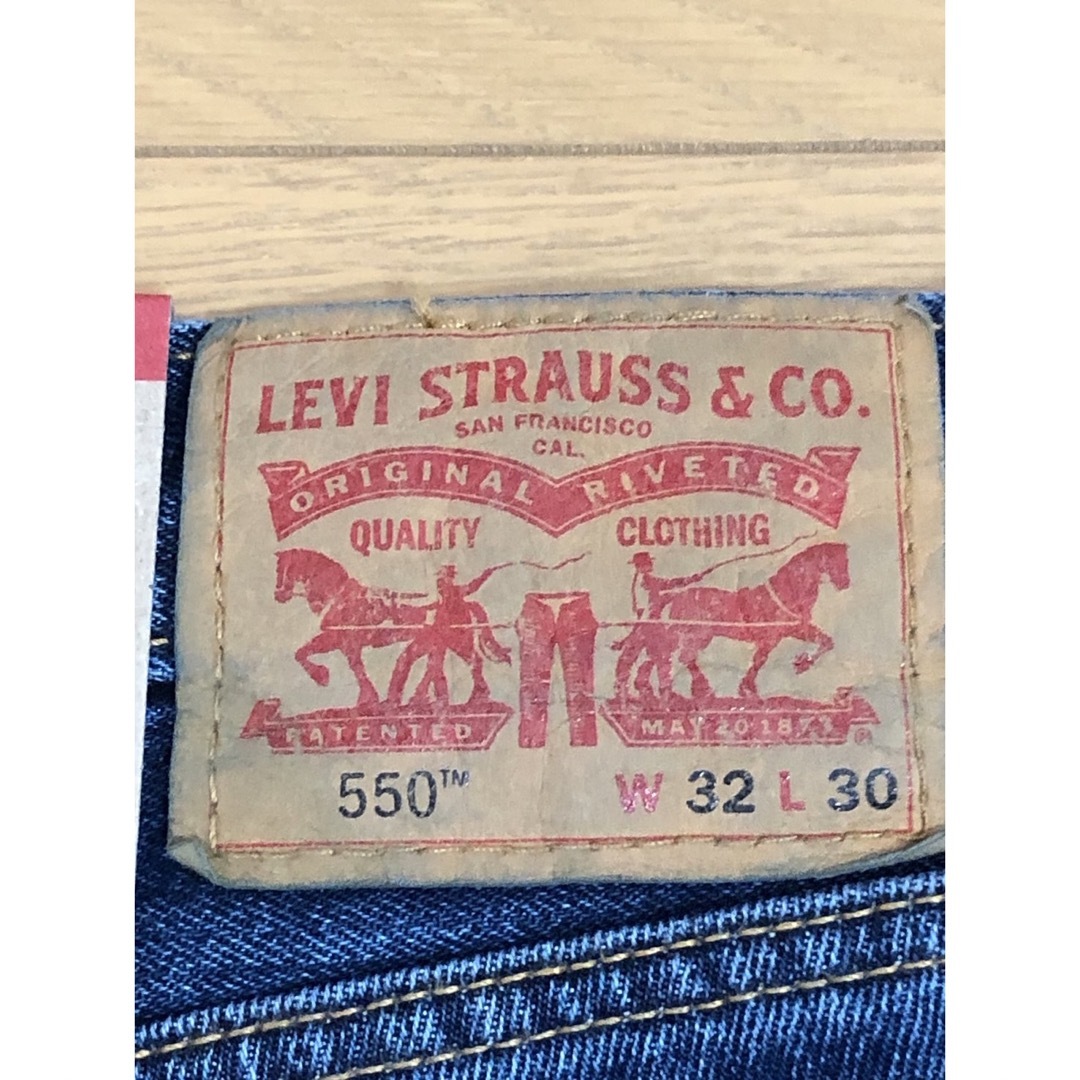 LEVI STRAUSS & CO.
SAN FRANCISCO
CAL.
ORIGINAL RIVETED
QUALITY CLOTHING
PATENTED MAY 20 1873 ®
550™ W 32 L 30